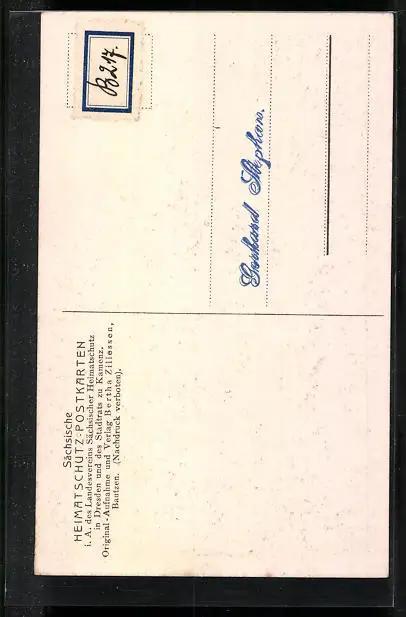 Sächsische
HEIMATSCHUTZ-POSTKARTEN
i. A. des Landesvereins Sächsischer Heimatschutz
in Dresden und des Stadtrats zu Kamenz.
Original-Aufnahme und Verlag Bertha Zillessen,
Bautzen. (Nachdruck verboten).
B217.
Gerhard Stephan.